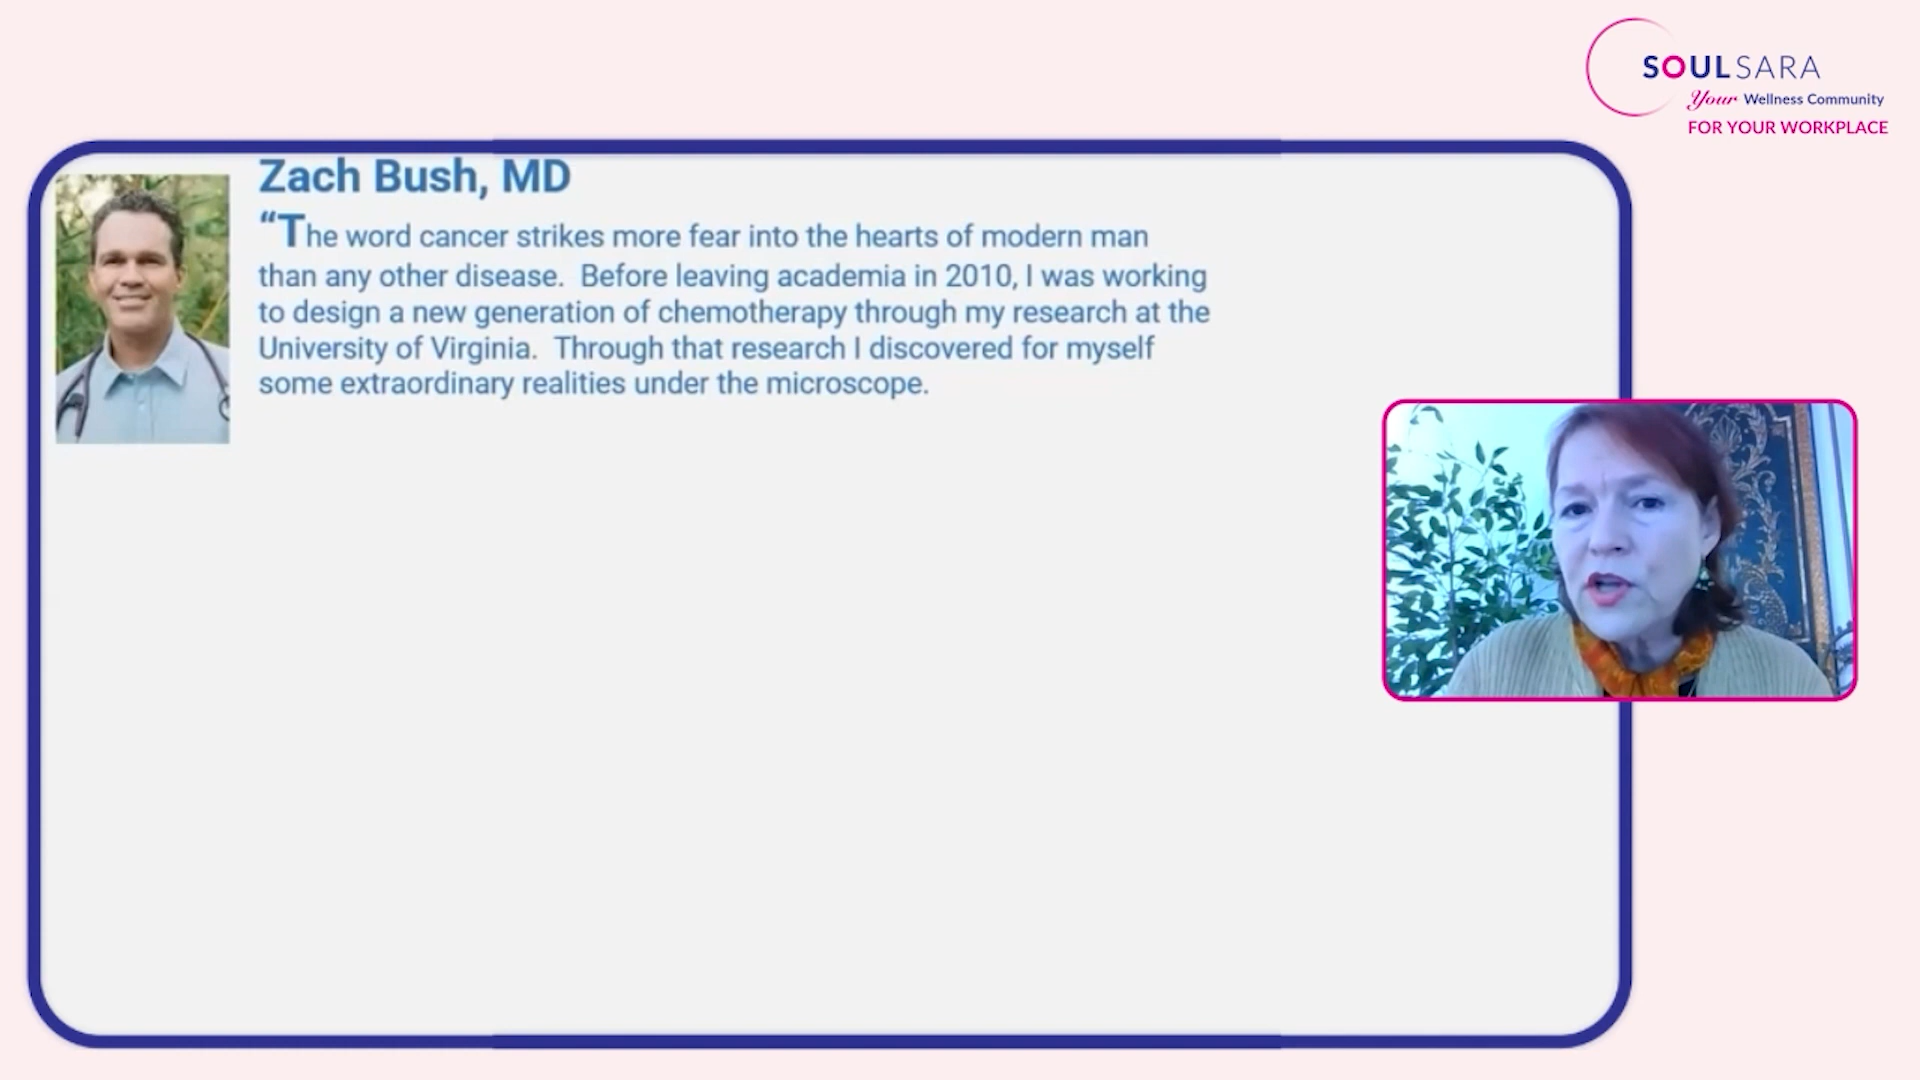 SOULSARA
Your Wellness Community
FOR YOUR WORKPLACE
Zach Bush, MD
“The word cancer strikes more fear into the hearts of modern man
than any other disease.  Before leaving academia in 2010, I was working
to design a new generation of chemotherapy through my research at the
University of Virginia.  Through that research I discovered for myself
some extraordinary realities under the microscope.